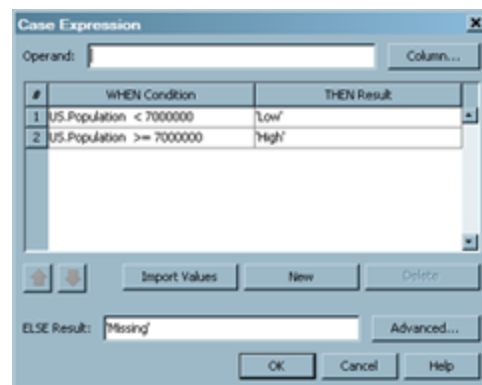 Case Expression
Operand: Column...
# WHEN Condition THEN Result
1 US.Population < 7000000 'Low'
2 US.Population >= 7000000 'High'
Import Values New Delete
ELSE Result: 'Missing' Advanced...
OK Cancel Help